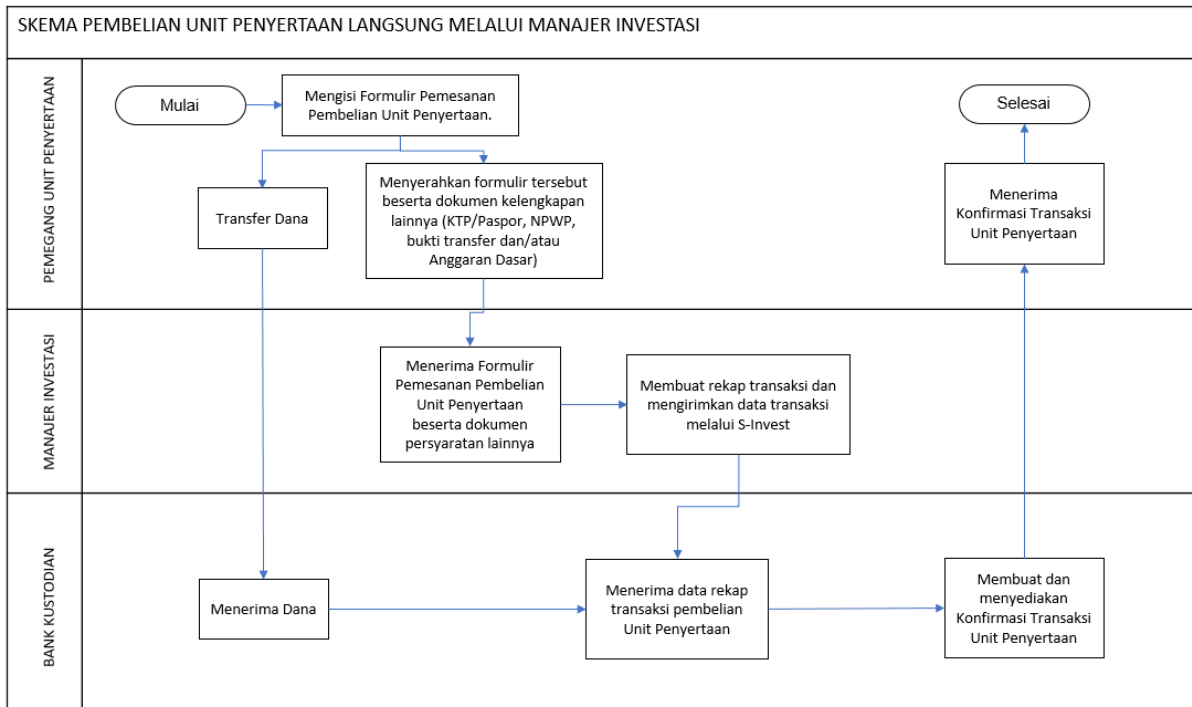 SKEMA PEMBELIAN UNIT PENYERTAAN LANGSUNG MELALUI MANAJER INVESTASI
PEMEGANG UNIT PENYERTAAN
Mulai
Mengisi Formulir Pemesanan
Pembelian Unit Penyertaan.
Selesai
Transfer Dana
Menyerahkan formulir tersebut
beserta dokumen kelengkapan
lainnya (KTP/Paspor, NPWP,
bukti transfer dan/atau
Anggaran Dasar)
Menerima
Konfirmasi Transaksi
Unit Penyertaan
MANAJER INVESTASI
Menerima Formulir
Pemesanan Pembelian
Unit Penyertaan
beserta dokumen
persyaratan lainnya
Membuat rekap transaksi dan
mengirimkan data transaksi
melalui S-Invest
BANK KUSTODIAN
Menerima Dana
Menerima data rekap
transaksi pembelian
Unit Penyertaan
Membuat dan
menyediakan
Konfirmasi Transaksi
Unit Penyertaan